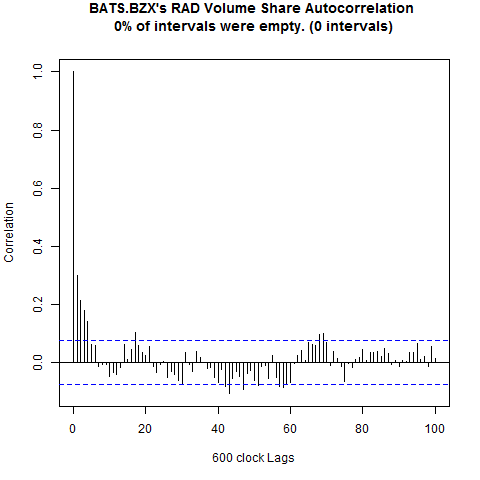 BATS.BZX's RAD Volume Share Autocorrelation
0% of intervals were empty. (0 intervals)
Correlation
1.0
0.8
0.6
0.4
0.2
0.0
0 20 40 60 80 100
600 clock Lags